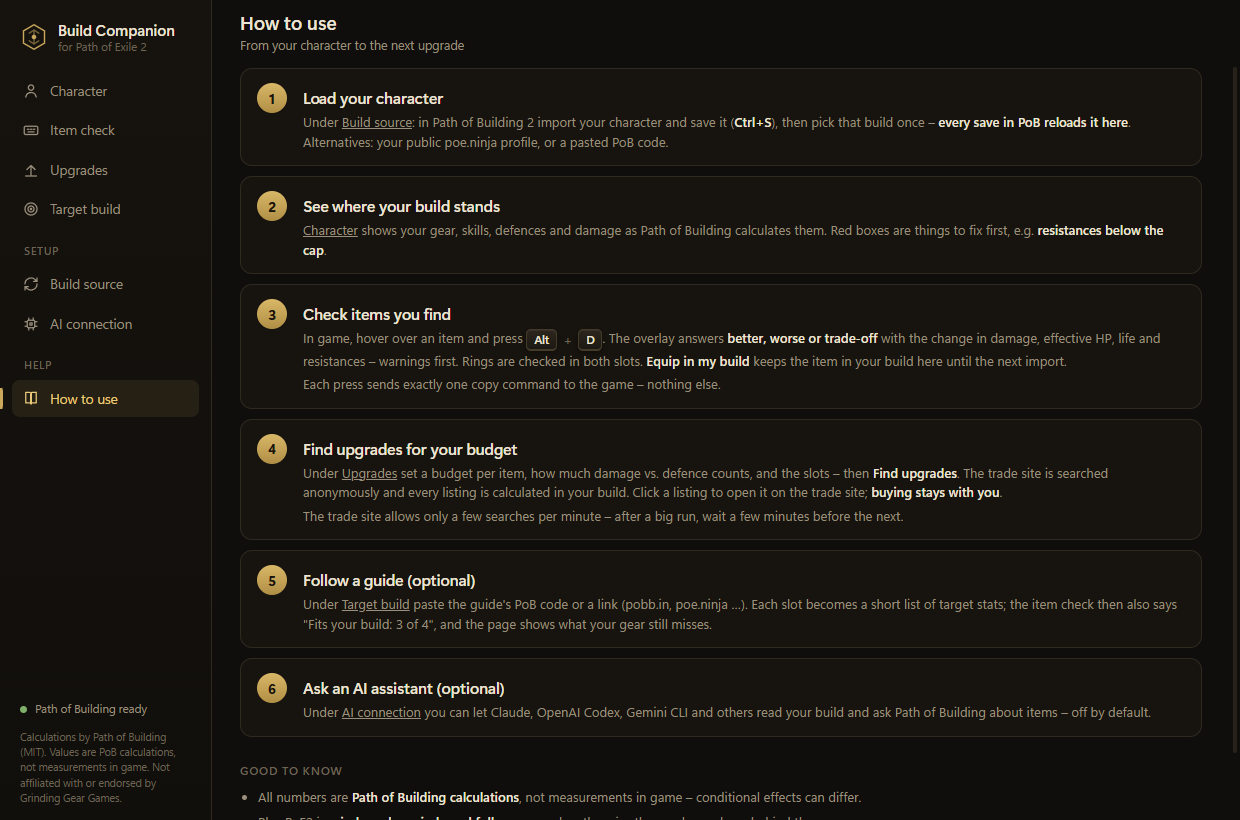 Build Companion
for Path of Exile 2
Character
Item check
Upgrades
Target build
SETUP
Build source
AI connection
HELP
How to use
Path of Building ready
Calculations by Path of Building
(MIT). Values are PoB calculations,
not measurements in game. Not
affiliated with or endorsed by
Grinding Gear Games.
How to use
From your character to the next upgrade
1
Load your character
Under Build source: in Path of Building 2 import your character and save it (Ctrl+S), then pick that build once – every save in PoB reloads it here.
Alternatives: your public poe.ninja profile, or a pasted PoB code.
2
See where your build stands
Character shows your gear, skills, defences and damage as Path of Building calculates them. Red boxes are things to fix first, e.g. resistances below the
cap.
3
Check items you find
In game, hover over an item and press Alt + D. The overlay answers better, worse or trade-off with the change in damage, effective HP, life and
resistances – warnings first. Rings are checked in both slots. Equip in my build keeps the item in your build here until the next import.
Each press sends exactly one copy command to the game – nothing else.
4
Find upgrades for your budget
Under Upgrades set a budget per item, how much damage vs. defence counts, and the slots – then Find upgrades. The trade site is searched
anonymously and every listing is calculated in your build. Click a listing to open it on the trade site; buying stays with you.
The trade site allows only a few searches per minute – after a big run, wait a few minutes before the next.
5
Follow a guide (optional)
Under Target build paste the guide's PoB code or a link (pobb.in, poe.ninja ...). Each slot becomes a short list of target stats; the item check then also says
"Fits your build: 3 of 4", and the page shows what your gear still misses.
6
Ask an AI assistant (optional)
Under AI connection you can let Claude, OpenAI Codex, Gemini CLI and others read your build and ask Path of Building about items – off by default.
GOOD TO KNOW
All numbers are Path of Building calculations, not measurements in game – conditional effects can differ.